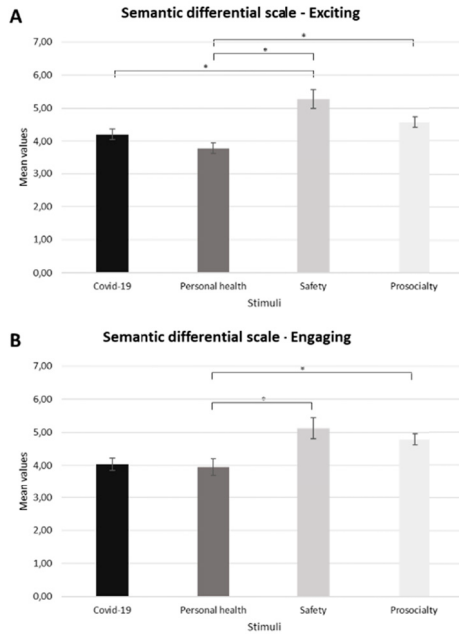 A
Semantic differential scale - Exciting
7,00
6,00
5,00
4,00
3,00
2,00
1,00
0,00
Mean values
*
*
*
Covid-19 Personal health Safety Prosocialty
Stimuli
B
Semantic differential scale - Engaging
7,00
6,00
5,00
4,00
3,00
2,00
1,00
0,00
Mean values
*
*
Covid-19 Personal health Safety Prosocialty
Stimuli